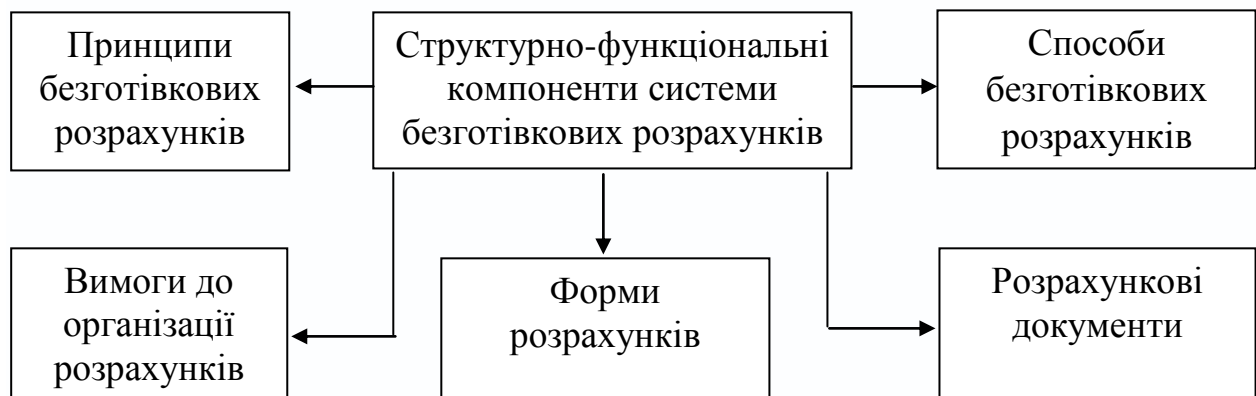 Принципи
безготівкових
розрахунків
Структурно-функціональні
компоненти системи
безготівкових розрахунків
Способи
безготівкових
розрахунків
Вимоги до
організації
розрахунків
Форми
розрахунків
Розрахункові
документи